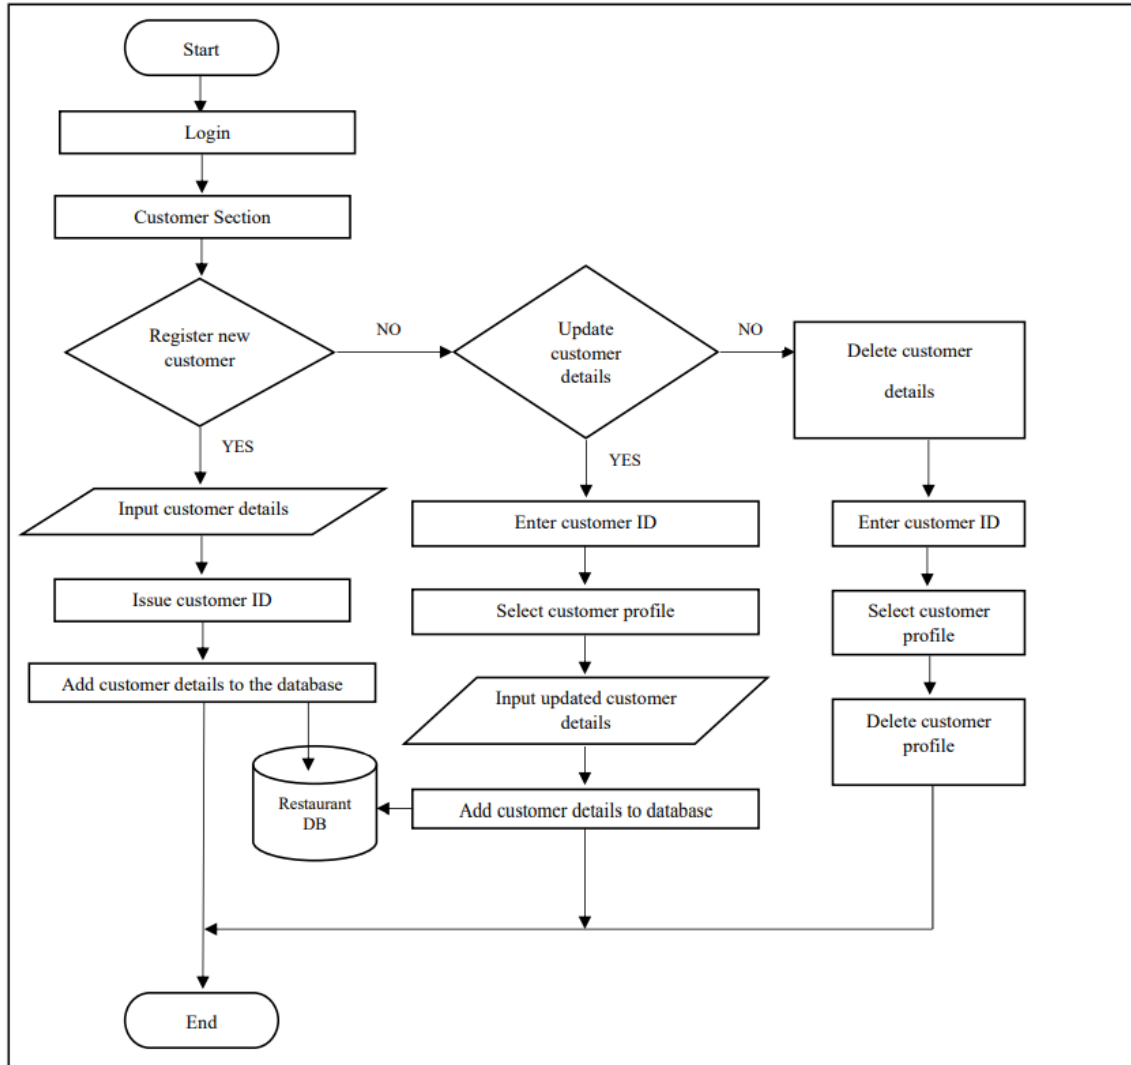 Start
Login
Customer Section
Register new
customer
NO
Update
customer
details
NO
Delete customer
details
YES
YES
Input customer details
Enter customer ID
Enter customer ID
Issue customer ID
Select customer profile
Select customer
profile
Add customer details to the database
Input updated customer
details
Delete customer
profile
Restaurant
DB
Add customer details to database
End